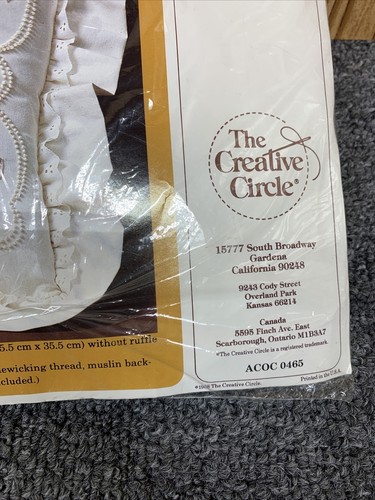 The
Creative
Circle®
15777 South Broadway
Gardena
California 90248
9243 Cody Street
Overland Park
Kansas 66214
Canada
8595 Finch Ave. East
Scarborough, Ontario M1B3A7
®The Creative Circle is a registered trademark
ACOC 0465
5.5 cm x 35.5 cm) without ruffle
ewicking thread, muslin back-
cluded.)
The Creative Circle.
Printed in the U.S.A.